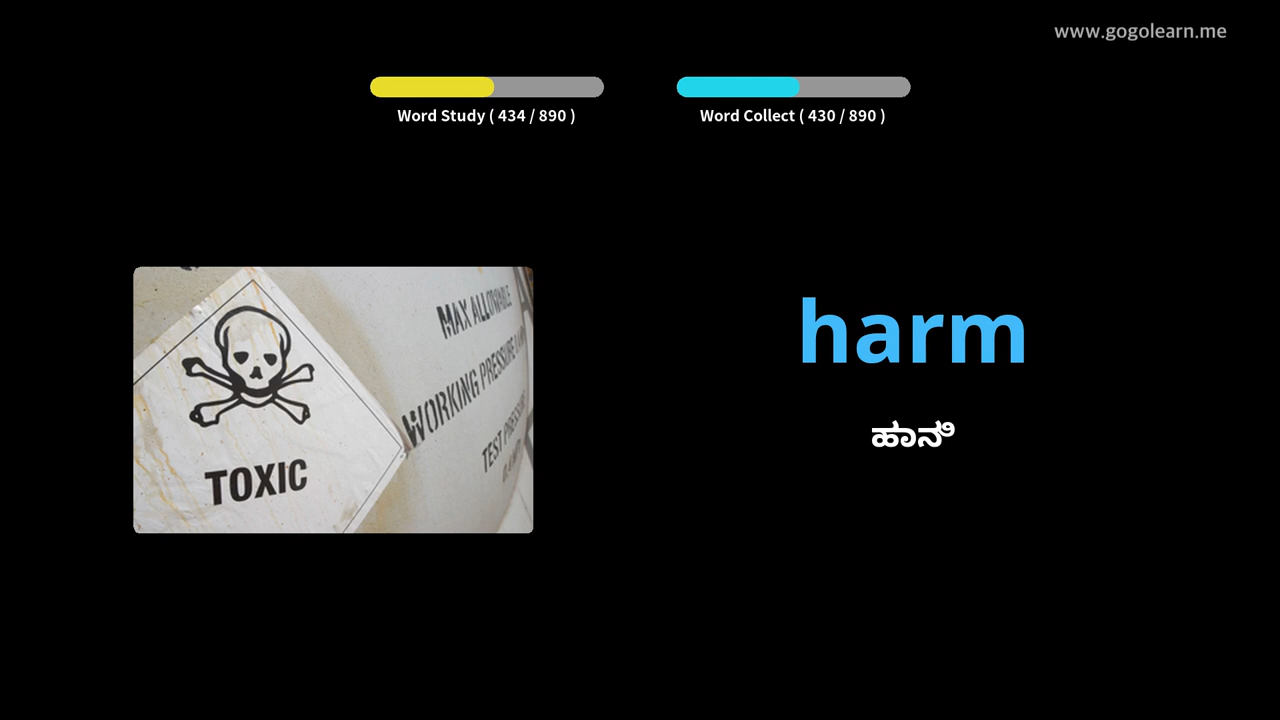 www.gogolearn.me
Word Study ( 434 / 890 )
Word Collect ( 430 / 890 )
MAX ALLOWABLE
WORKING PRESSURE
TEST PRESSURE
TOXIC
harm
ಹಾನಿ